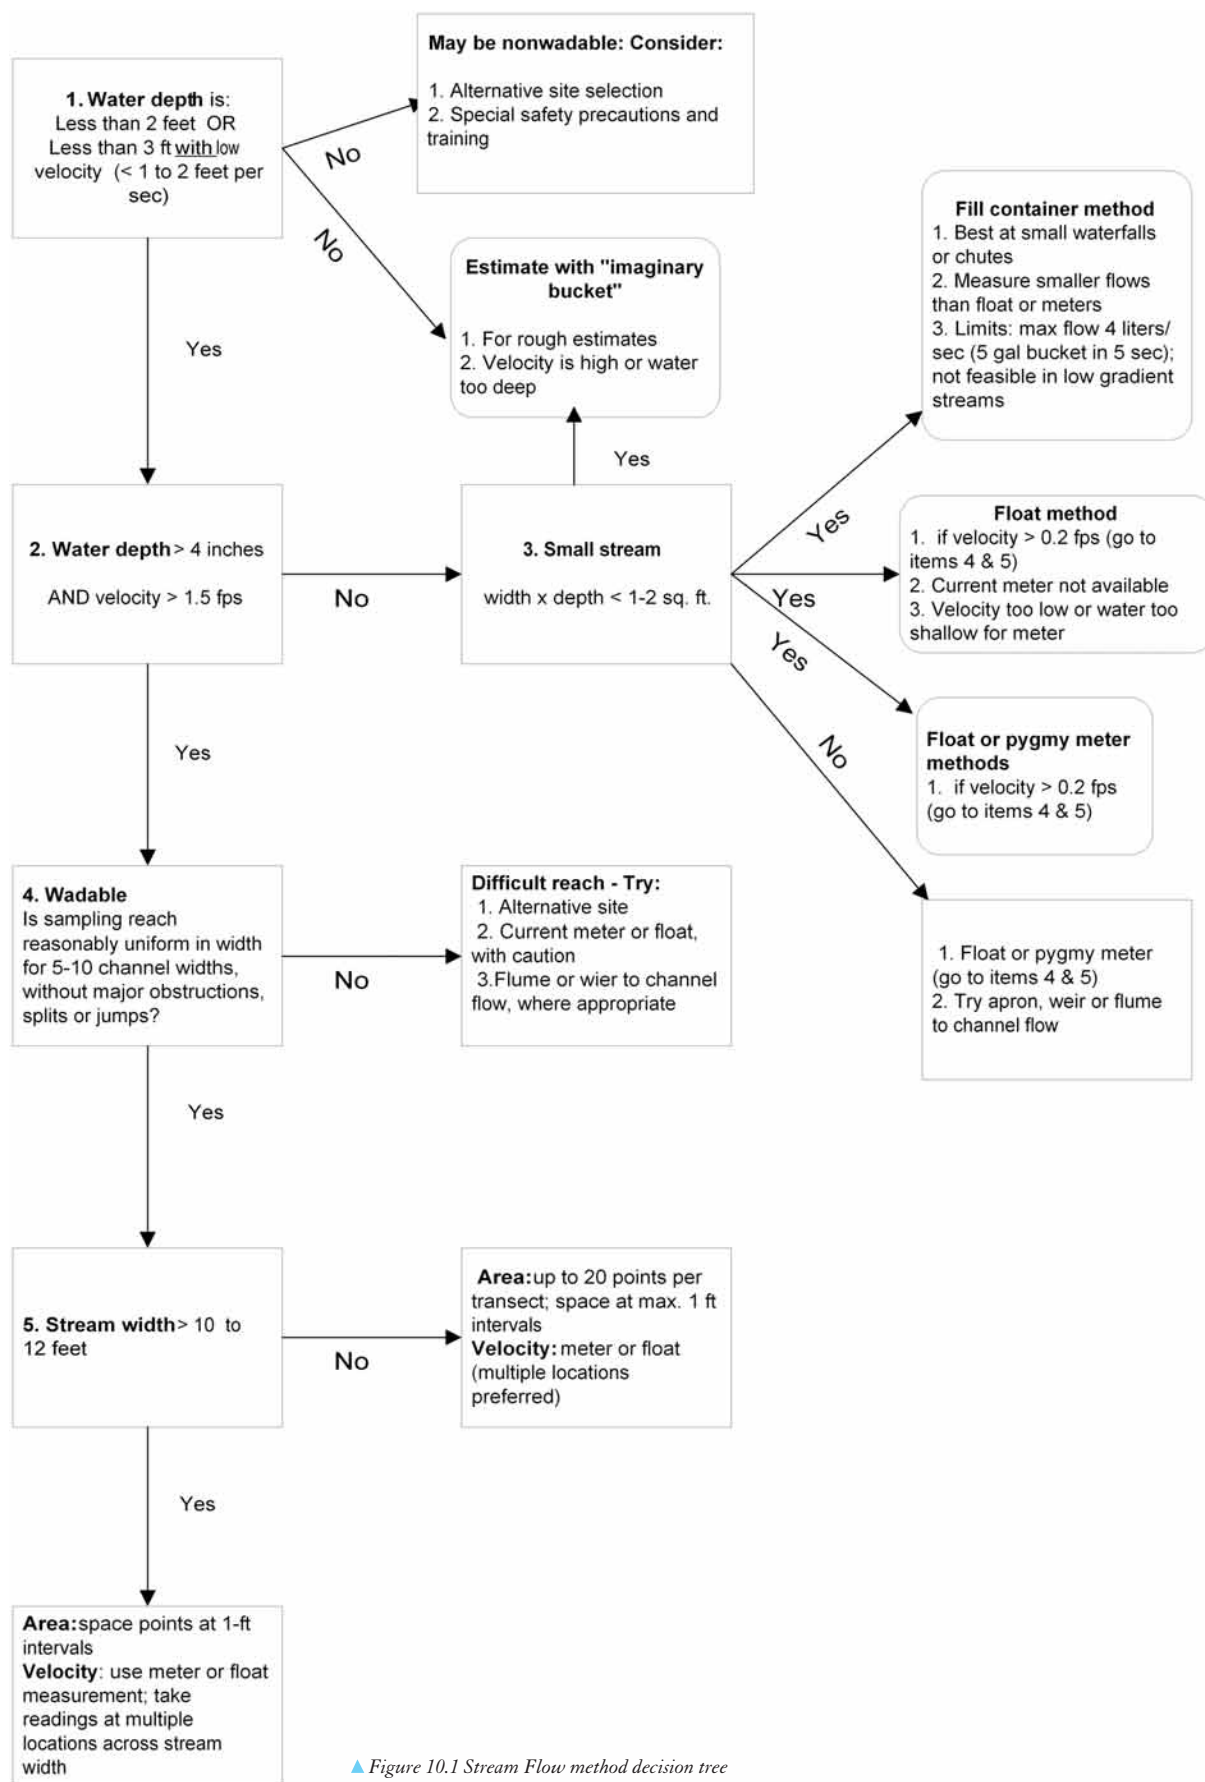 May be nonwadable: Consider:
1. Alternative site selection
2. Special safety precautions and
training
1. Water depth is:
Less than 2 feet OR
Less than 3 ft with low
velocity (< 1 to 2 feet per
sec)
No
No
Yes
Estimate with "imaginary
bucket"
1. For rough estimates
2. Velocity is high or water
too deep
Yes
Fill container method
1. Best at small waterfalls
or chutes
2. Measure smaller flows
than float or meters
3. Limits: max flow 4 liters/
sec (5 gal bucket in 5 sec);
not feasible in low gradient
streams
2. Water depth > 4 inches
AND velocity > 1.5 fps
No
3. Small stream
width x depth < 1-2 sq. ft.
Yes
Yes
Yes
No
Float method
1. if velocity > 0.2 fps (go to
items 4 & 5)
2. Current meter not available
3. Velocity too low or water too
shallow for meter
Float or pygmy meter
methods
1. if velocity > 0.2 fps
(go to items 4 & 5)
1. Float or pygmy meter
(go to items 4 & 5)
2. Try apron, weir or flume
to channel flow
Yes
4. Wadable
Is sampling reach
reasonably uniform in width
for 5-10 channel widths,
without major obstructions,
splits or jumps?
No
Difficult reach - Try:
1. Alternative site
2. Current meter or float,
with caution
3.Flume or wier to channel
flow, where appropriate
Yes
5. Stream width > 10 to
12 feet
No
Area: up to 20 points per
transect; space at max. 1 ft
intervals
Velocity: meter or float
(multiple locations
preferred)
Yes
Area: space points at 1-ft
intervals
Velocity: use meter or float
measurement; take
readings at multiple
locations across stream
width
▲ Figure 10.1 Stream Flow method decision tree